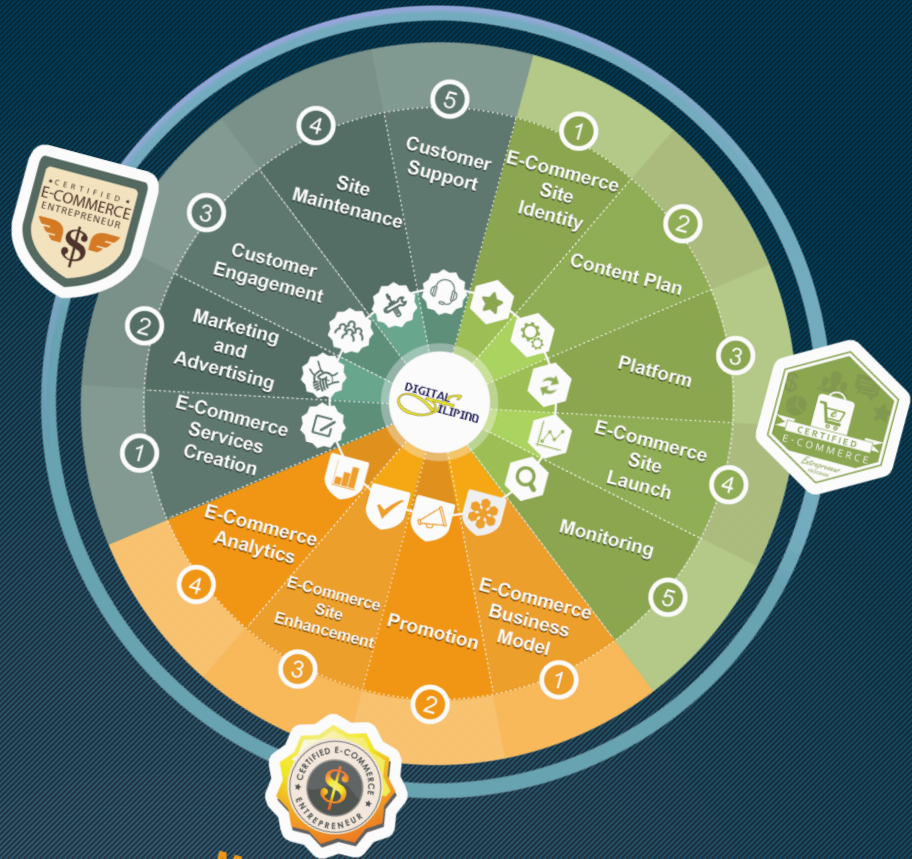 5
Customer
Support
1
E-Commerce
Site
Identity
2
Content Plan
3
Platform
4
E-Commerce
Site
Launch
5
Monitoring
1
E-Commerce
Business
Model
2
Promotion
3
E-Commerce
Site
Enhancement
4
E-Commerce
Analytics
1
E-Commerce
Services
Creation
2
Marketing
and
Advertising
3
Customer
Engagement
4
Site
Maintenance
DIGITAL
FILIPINO
CERTIFIED
E-COMMERCE
ENTREPRENEUR
$
CERTIFIED
E-COMMERCE
Entrepreneur
CERTIFIED E-COMMERCE
$
ENTREPRENEUR